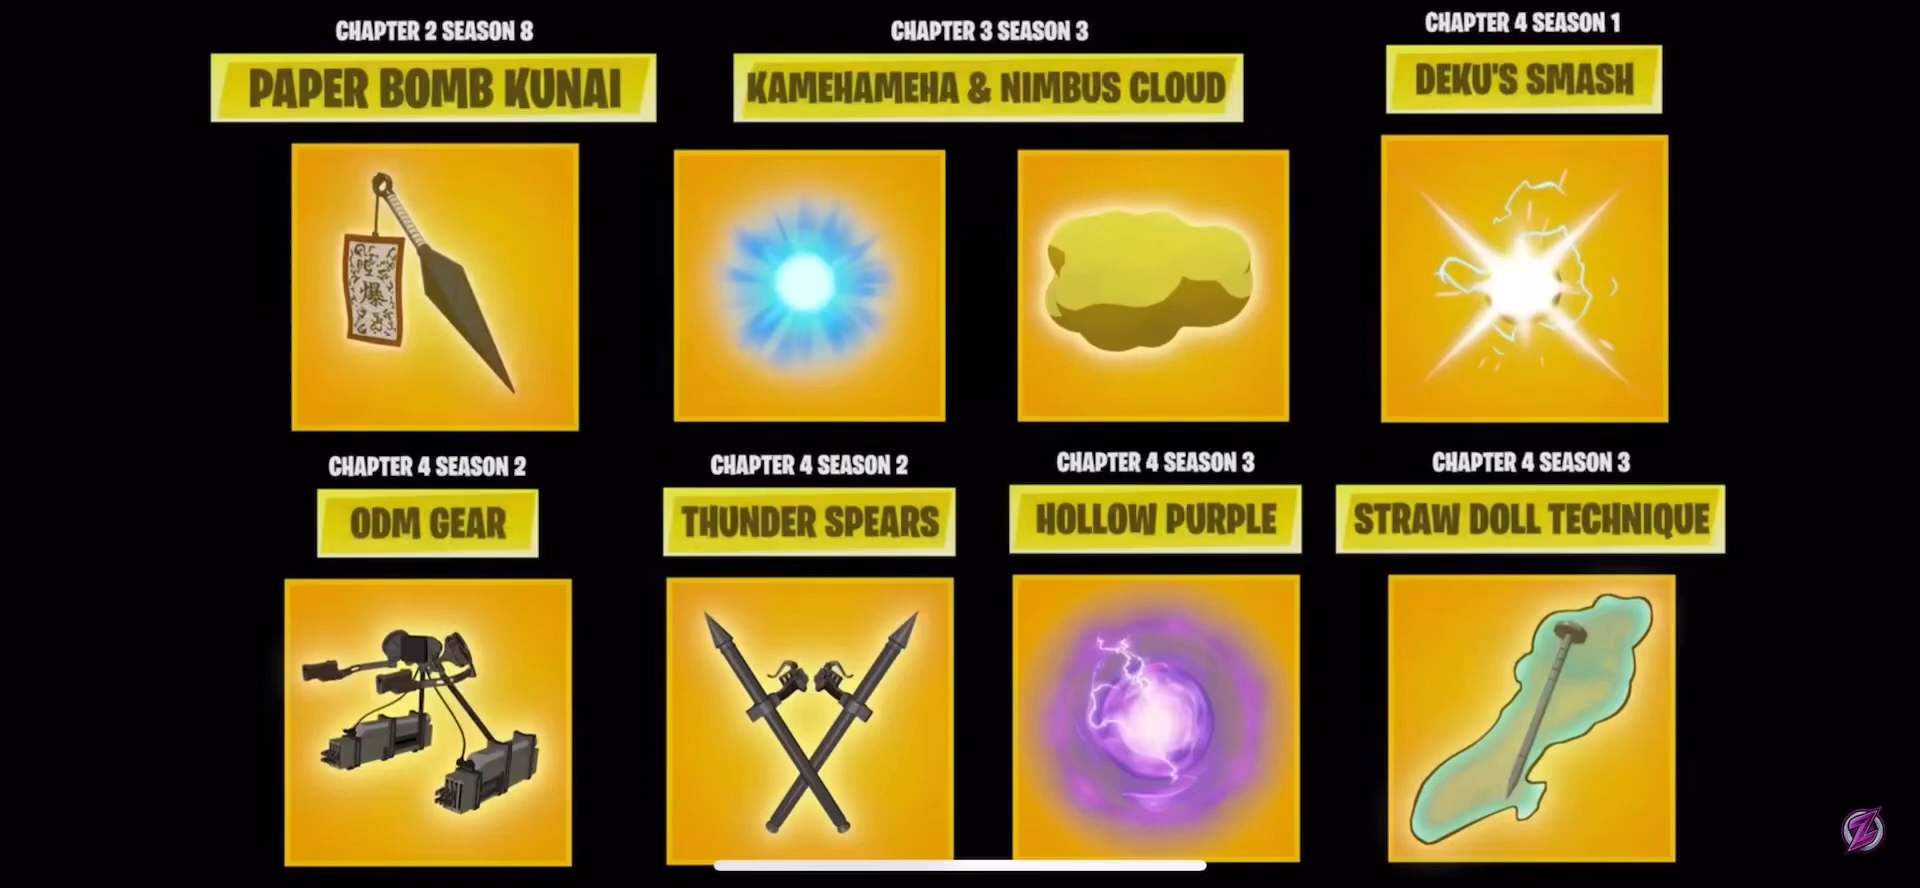 CHAPTER 2 SEASON 8
PAPER BOMB KUNAI
CHAPTER 3 SEASON 3
KAMEHAMEHA & NIMBUS CLOUD
CHAPTER 4 SEASON 1
DEKU'S SMASH
爆
CHAPTER 4 SEASON 2
ODM GEAR
CHAPTER 4 SEASON 2
THUNDER SPEARS
CHAPTER 4 SEASON 3
HOLLOW PURPLE
CHAPTER 4 SEASON 3
STRAW DOLL TECHNIQUE
Z